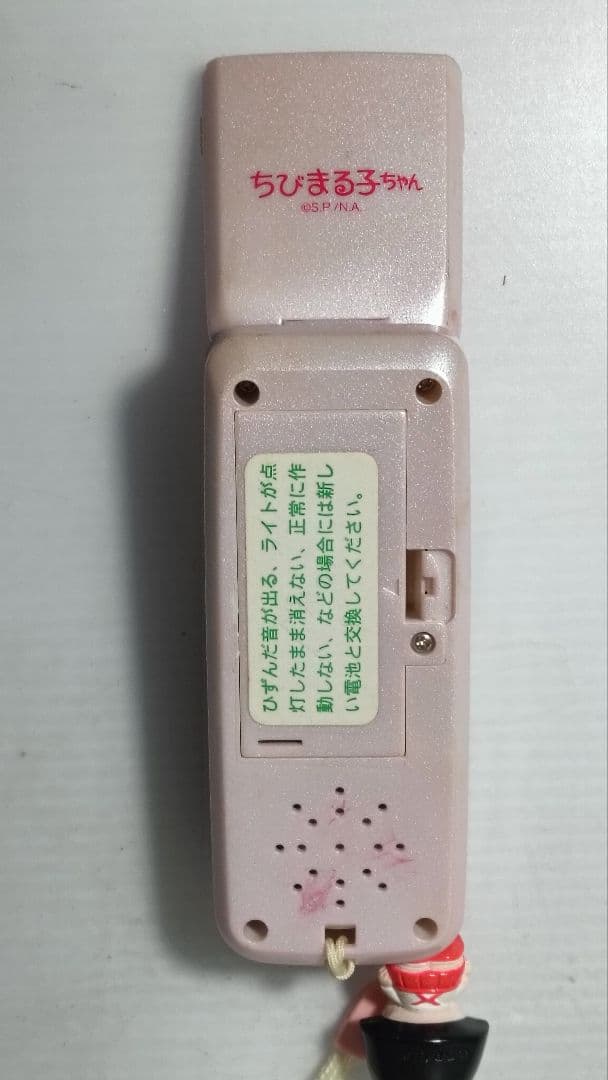 ちびまる子ちゃん
©S.P/N.A.
ひずんだ音が出る、ライトが点
灯したまま消えない、正常に作
動しない、などの場合には新し
い電池と交換してください。